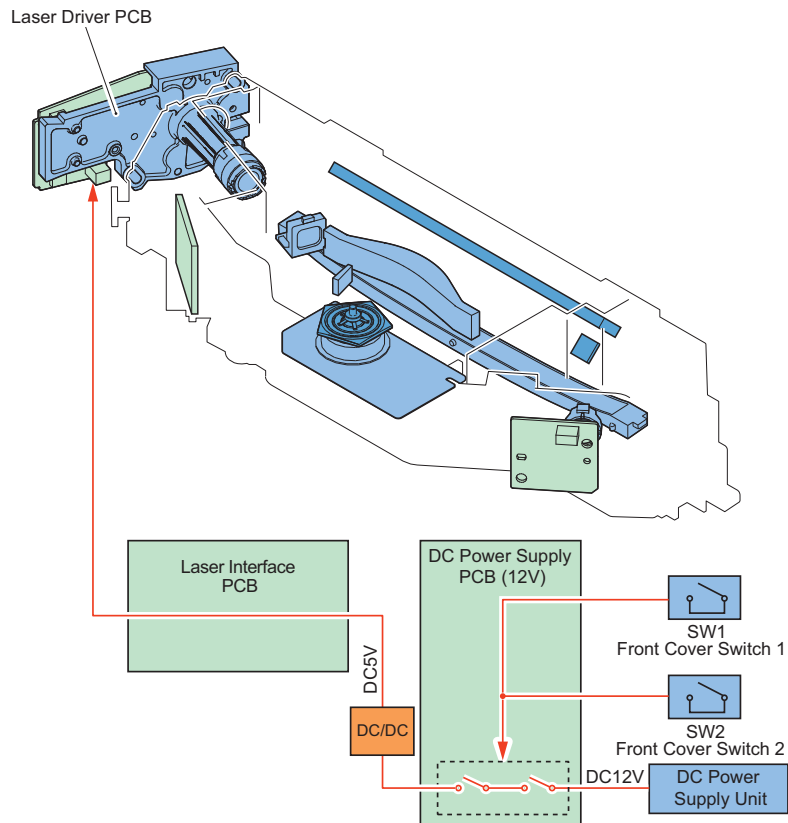 Laser Driver PCB
Laser Interface
PCB
DC Power Supply
PCB (12V)
SW1
Front Cover Switch 1
DC5V
SW2
Front Cover Switch 2
DC/DC
DC12V
DC Power
Supply Unit